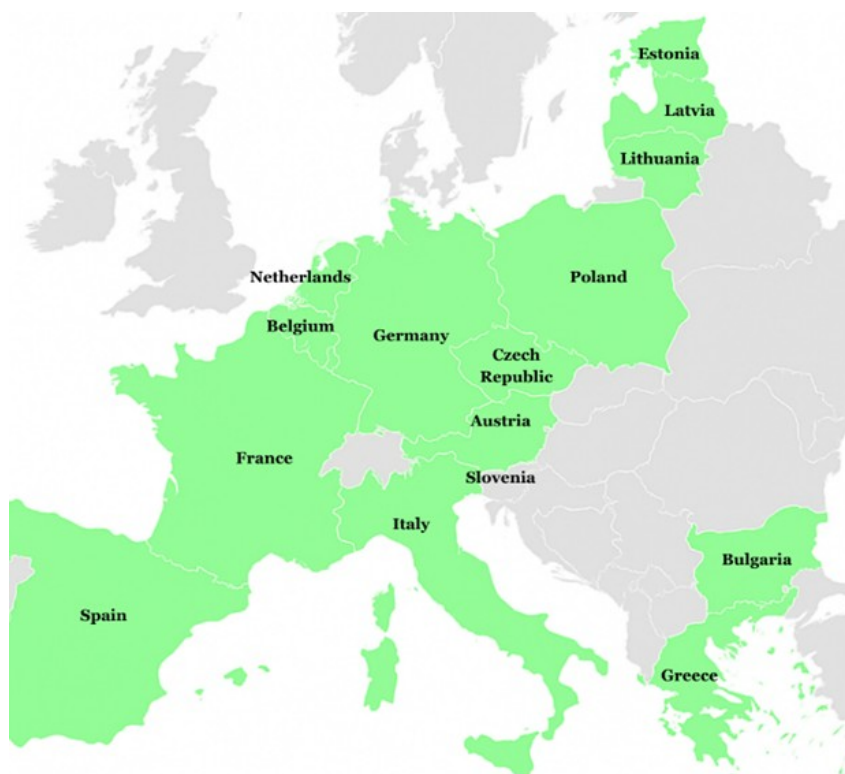 Estonia
Latvia
Lithuania
Netherlands
Poland
Belgium
Germany
Czech
Republic
Austria
France
Slovenia
Italy
Bulgaria
Spain
Greece